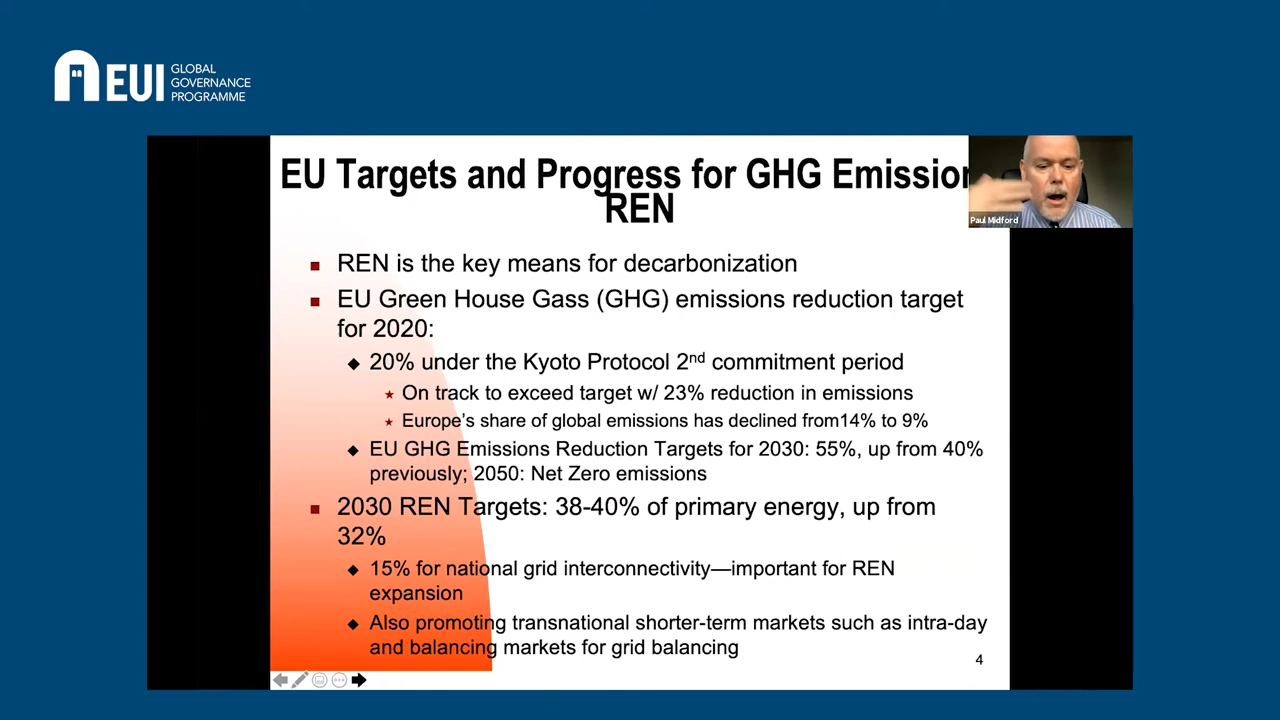 EUI
GLOBAL
GOVERNANCE
PROGRAMME
EU Targets and Progress for GHG Emission
REN
Paul Midford
REN is the key means for decarbonization
EU Green House Gass (GHG) emissions reduction target
for 2020:
20% under the Kyoto Protocol 2nd commitment period
On track to exceed target w/ 23% reduction in emissions
Europe's share of global emissions has declined from14% to 9%
EU GHG Emissions Reduction Targets for 2030: 55%, up from 40%
previously; 2050: Net Zero emissions
2030 REN Targets: 38-40% of primary energy, up from
32%
15% for national grid interconnectivity—important for REN
expansion
Also promoting transnational shorter-term markets such as intra-day
and balancing markets for grid balancing
4